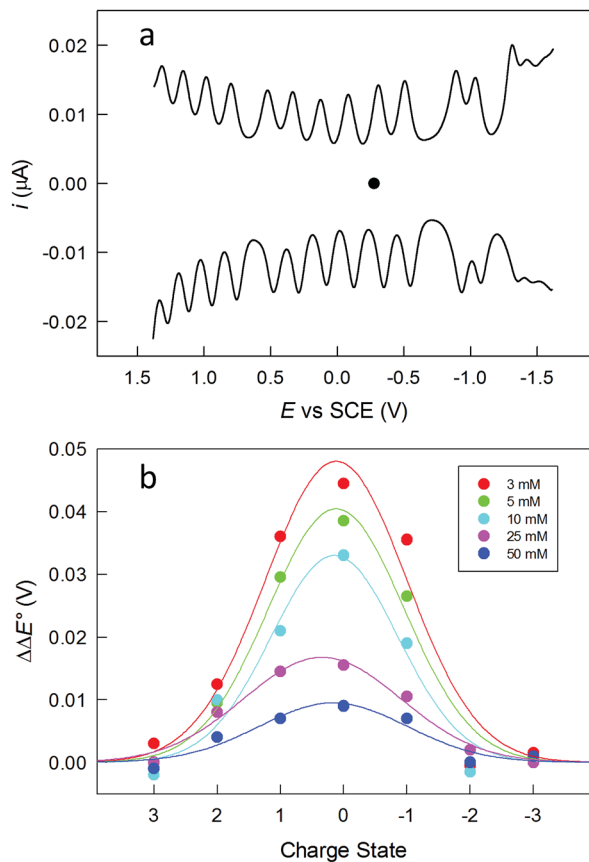 a
0.02
0.01
0.00
-0.01
-0.02
i (μA)
1.5 1.0 0.5 0.0 -0.5 -1.0 -1.5
E vs SCE (V)
b
0.05
0.04
0.03
0.02
0.01
0.00
ΔΔE° (V)
3 mM
5 mM
10 mM
25 mM
50 mM
3 2 1 0 -1 -2 -3
Charge State